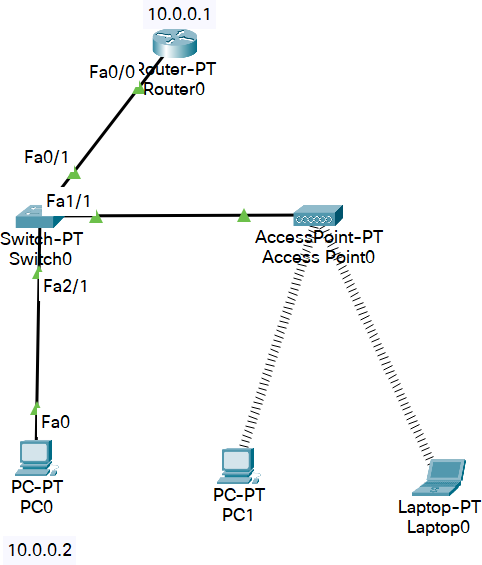 10.0.0.1
Fa0/0
Router-PT
Router0
Fa0/1
Fa1/1
Switch-PT
Switch0
AccessPoint-PT
Access Point0
Fa2/1
Fa0
PC-PT
PC0
PC-PT
PC1
Laptop-PT
Laptop0
10.0.0.2